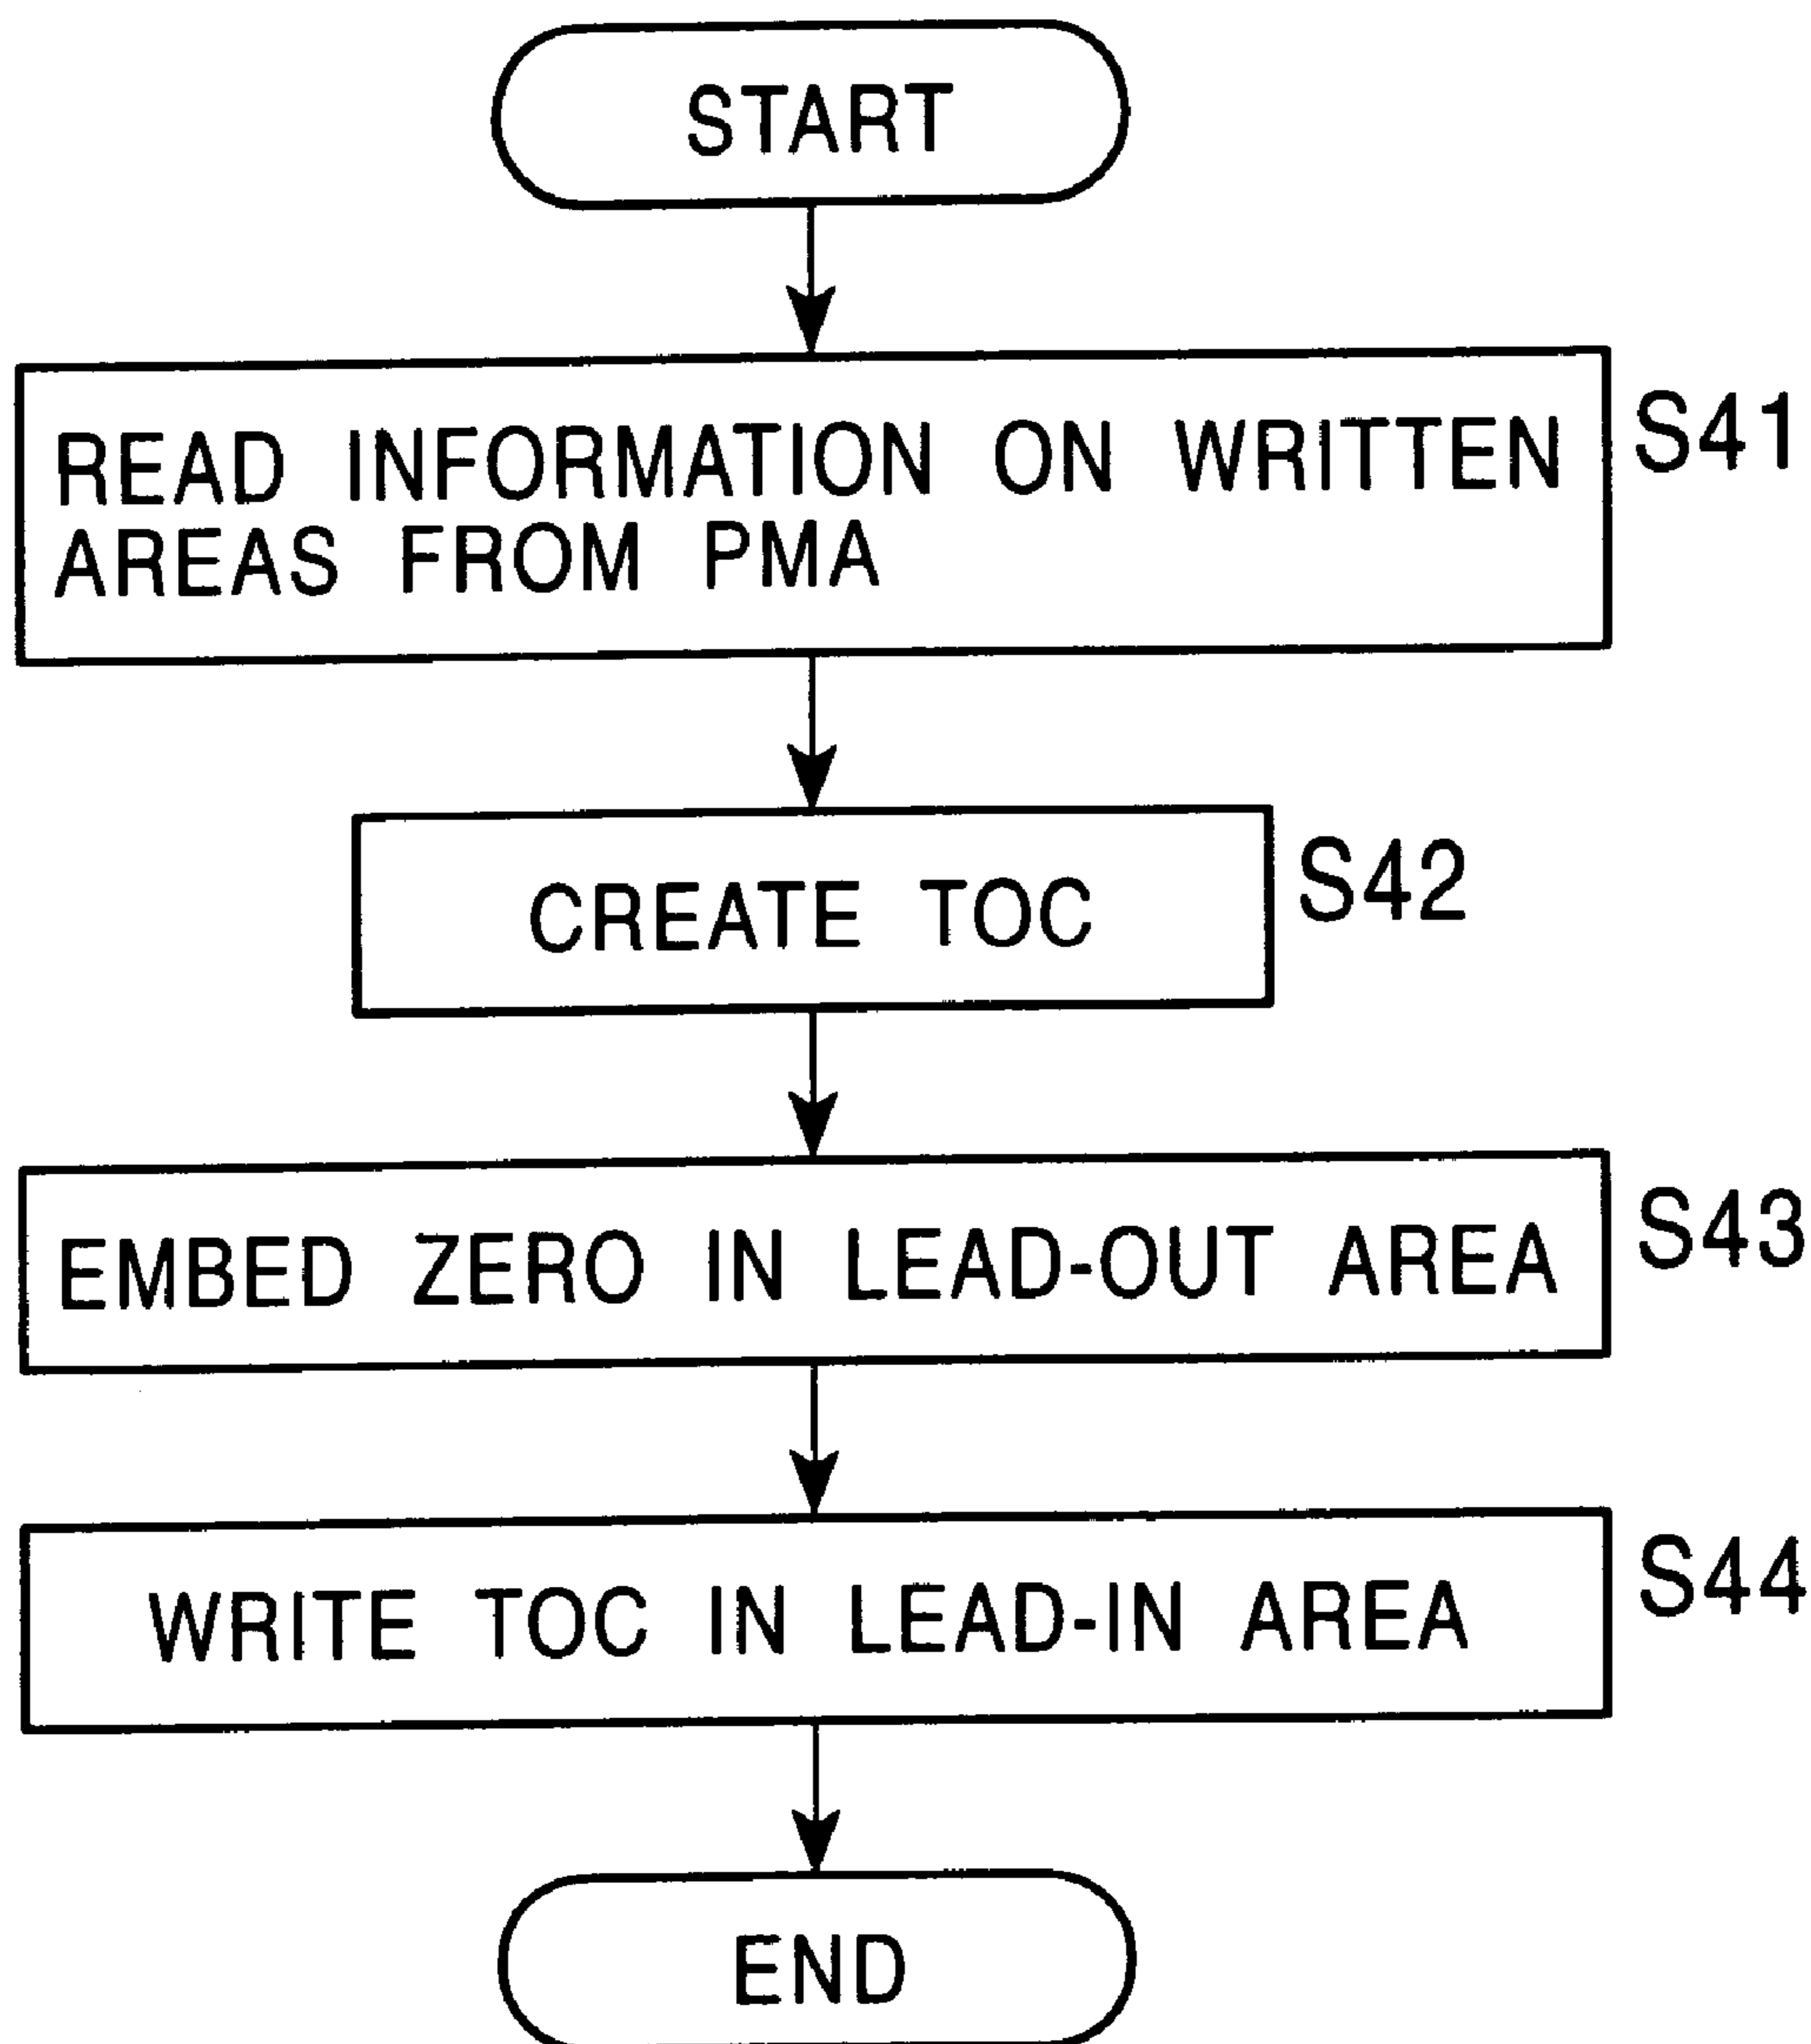 START
READ INFORMATION ON WRITTEN
AREAS FROM PMA
S41
CREATE TOC
S42
EMBED ZERO IN LEAD-OUT AREA
S43
WRITE TOC IN LEAD-IN AREA
S44
END